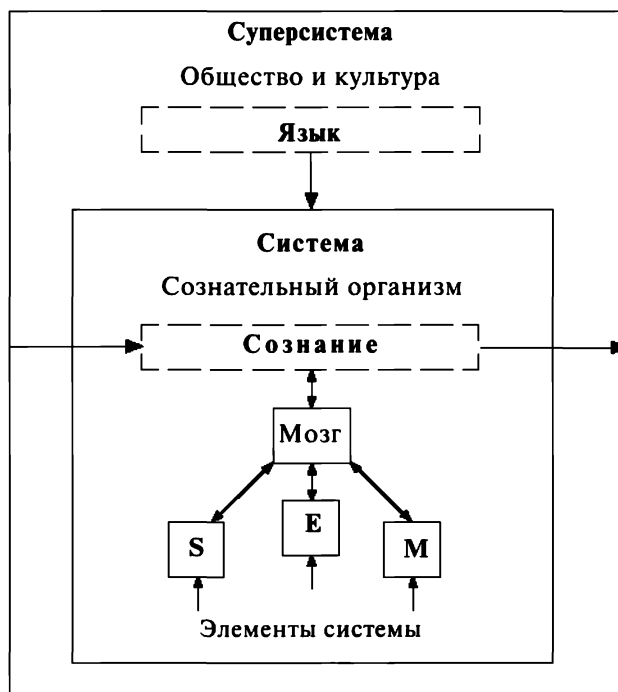 Суперсистема
Общество и культура
Язык
Система
Сознательный организм
Сознание
Мозг
S
E
M
Элементы системы